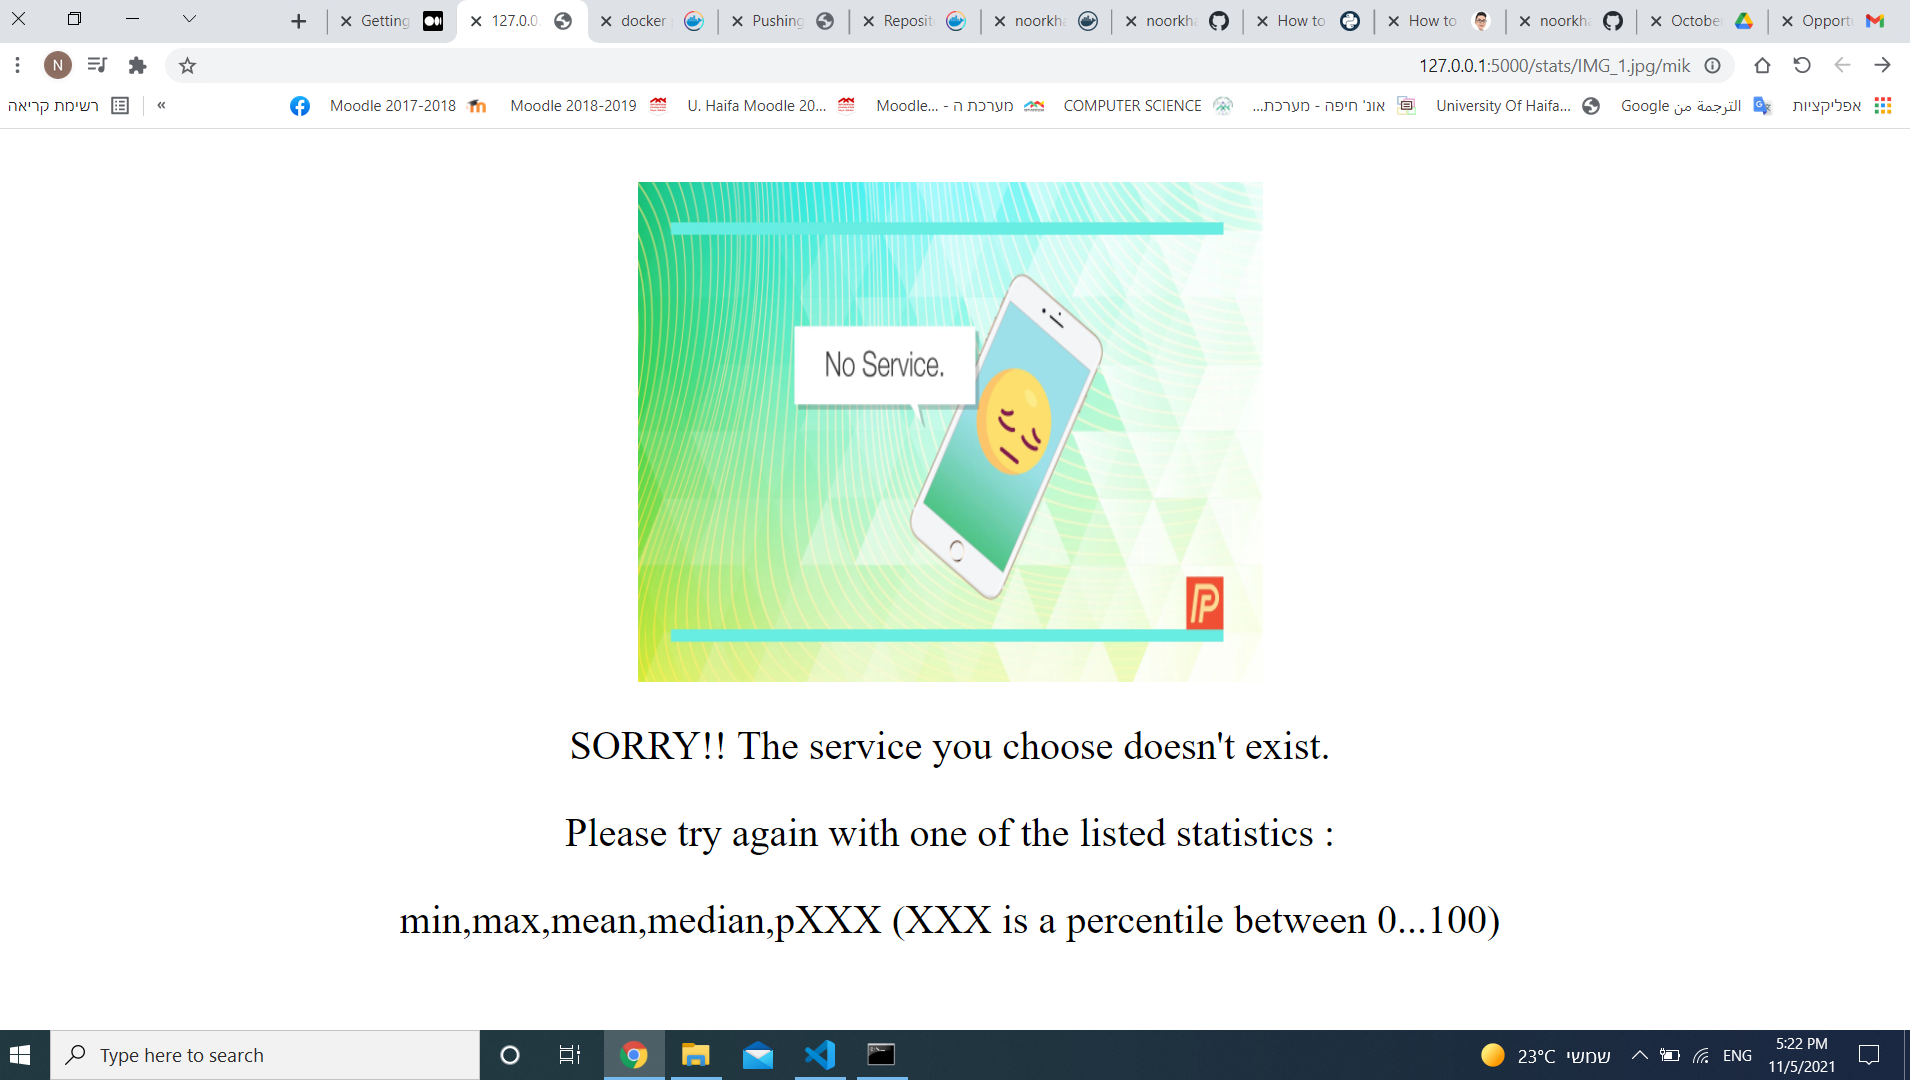 Getting
127.0.0.
docker
Pushing
Reposit
noorkha
noorkha
How to
How to
noorkha
October
Opport
N
127.0.0.1:5000/stats/IMG_1.jpg/mik
רשימת קריאה
»
Moodle 2017-2018
Moodle 2018-2019
U. Haifa Moodle 20...
Moodle... - מערכת ה
COMPUTER SCIENCE
אונ' חיפה - מערכת...
University Of Haifa...
الترجمة من Google
אפליקציות
No Service.
SORRY!! The service you choose doesn't exist.
Please try again with one of the listed statistics :
min,max,mean,median,pXXX (XXX is a percentile between 0...100)
Type here to search
23°C שמשי
ENG
5:22 PM
11/5/2021